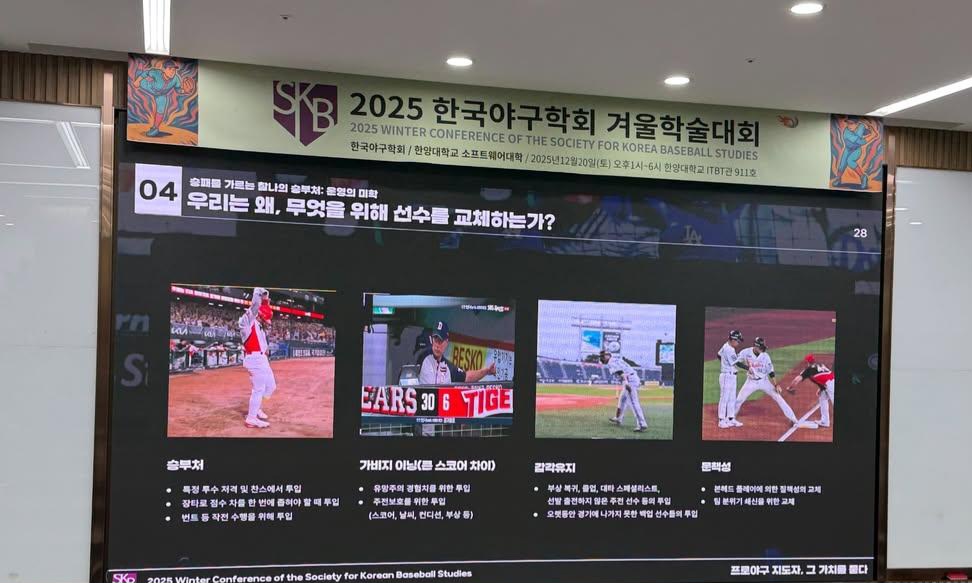 SKB
2025 한국야구학회 겨울학술대회
2025 WINTER CONFERENCE OF THE SOCIETY FOR KOREA BASEBALL STUDIES
한국야구학회 / 한양대학교 소프트웨어대학 / 2025년12월20일(토) 오후1시~6시 한양대학교 ITBT관 911호
04
승패를 가르는 찰나의 승부처: 운영의 미학
우리는 왜, 무엇을 위해 선수를 교체하는가?
28
LA
BESKO
EARS 30 6 TIGE
승부처
• 특정 투수 저격 및 찬스에서 투입
• 장타로 점수 차를 한 번에 좁혀야 할 때 투입
• 번트 등 작전 수행을 위해 투입
가비지 이닝(큰 스코어 차이)
• 유망주의 경험치를 위한 투입
• 주전보호를 위한 투입
(스코어, 날씨, 컨디션, 부상 등)
감각유지
• 부상 복귀, 콜업, 대타 스페셜리스트,
선발 출전하지 않은 주전 선수 등의 투입
• 오랫동안 경기에 나가지 못한 백업 선수들의 투입
문책성
• 본헤드 플레이에 의한 질책성의 교체
• 팀 분위기 쇄신을 위한 교체
SKB
2025 Winter Conference of the Society for Korean Baseball Studies
프로야구 지도자, 그 가치를 묻다